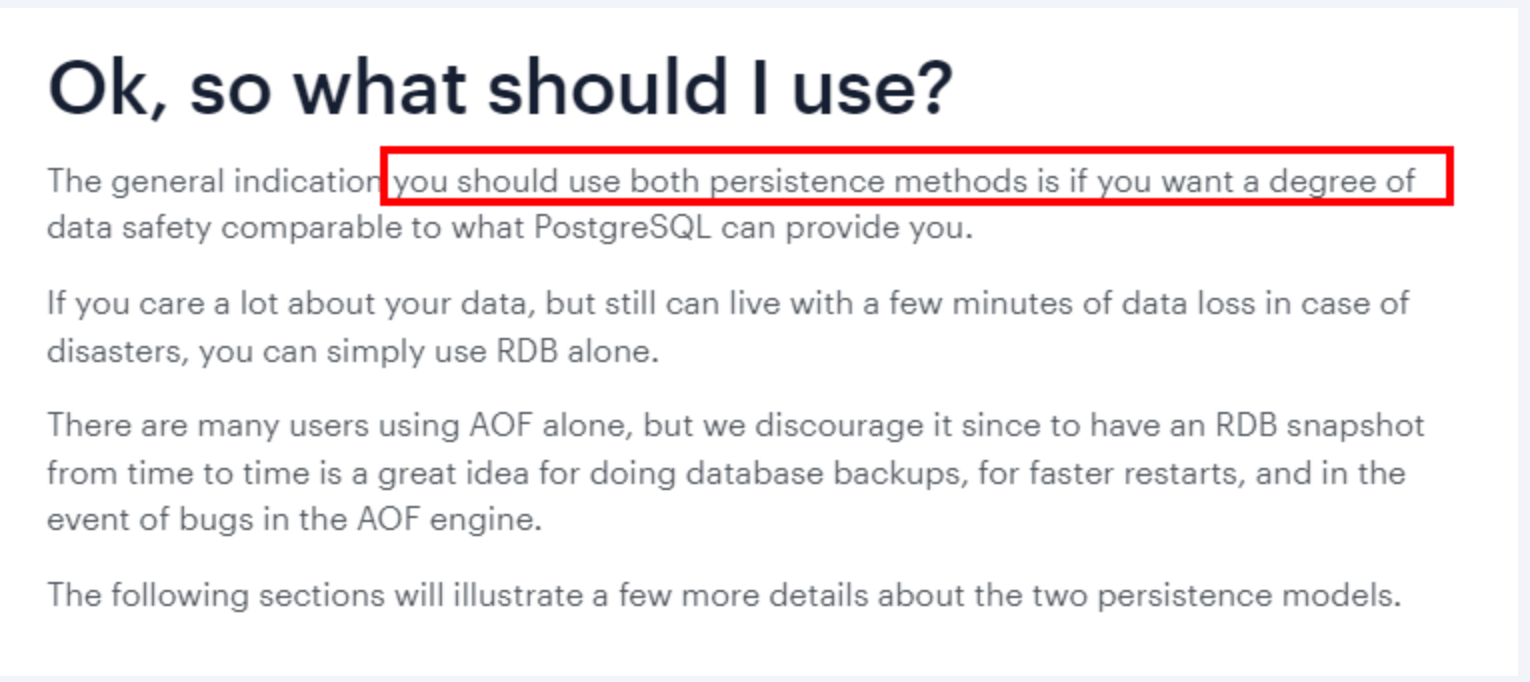 Ok, so what should I use?
The general indication you should use both persistence methods is if you want a degree of
data safety comparable to what PostgreSQL can provide you.
If you care a lot about your data, but still can live with a few minutes of data loss in case of
disasters, you can simply use RDB alone.
There are many users using AOF alone, but we discourage it since to have an RDB snapshot
from time to time is a great idea for doing database backups, for faster restarts, and in the
event of bugs in the AOF engine.
The following sections will illustrate a few more details about the two persistence models.